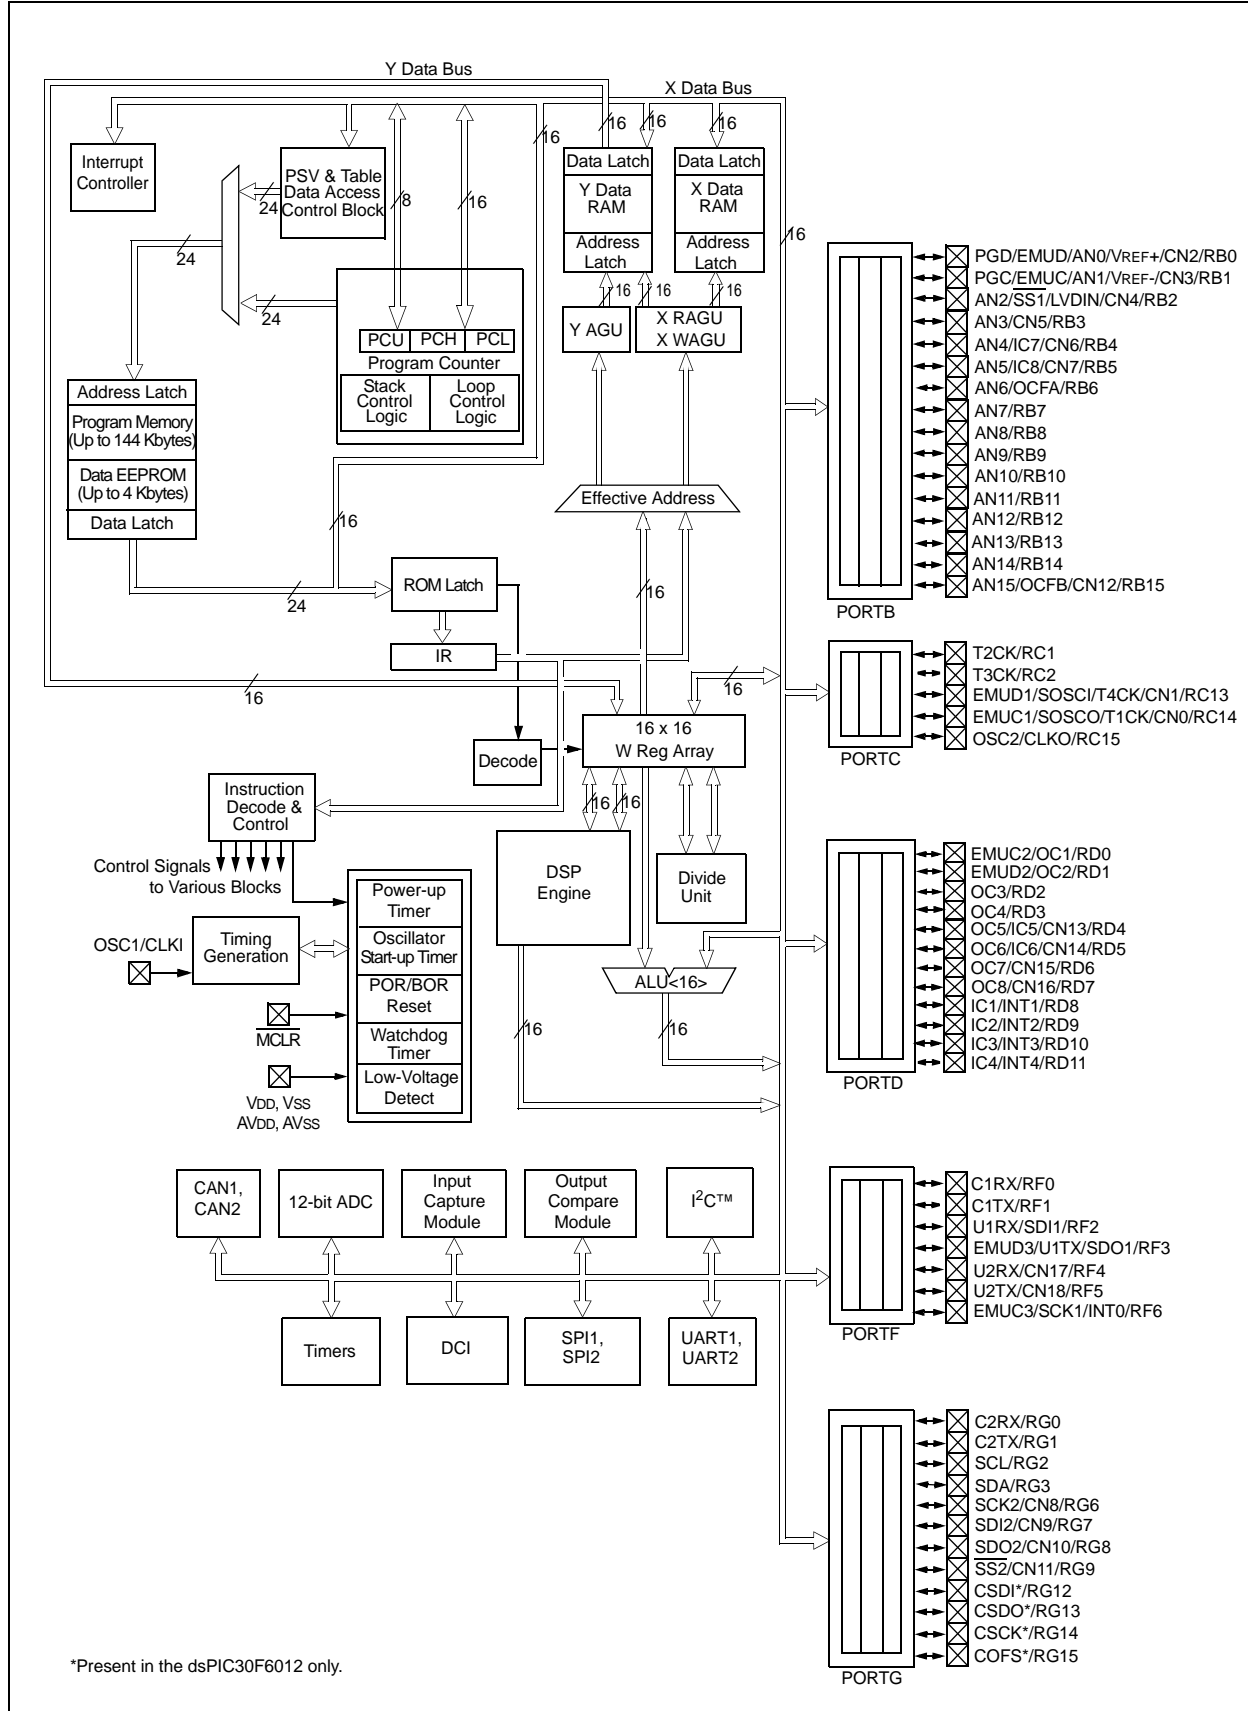 Y Data Bus
X Data Bus
16
16
16
16
16
Interrupt
Controller
PSV & Table
Data Access
Control Block
24
8
16
Data Latch
Y Data
RAM
Address
Latch
Data Latch
X Data
RAM
Address
Latch
16
24
24
16
16
16
PCU
PCH
PCL
Program Counter
Stack
Control
Logic
Loop
Control
Logic
Y AGU
X RAGU
X WAGU
Address Latch
Program Memory
(Up to 144 Kbytes)
Data EEPROM
(Up to 4 Kbytes)
Data Latch
16
24
Effective Address
ROM Latch
IR
16
16
16
16 x 16
W Reg Array
Decode
Instruction
Decode &
Control
Control Signals
to Various Blocks
16
16
DSP
Engine
Divide
Unit
Power-up
Timer
Oscillator
Start-up Timer
POR/BOR
Reset
Watchdog
Timer
Low-Voltage
Detect
OSC1/CLKI
Timing
Generation
MCLR
VDD, VSS
AVDD, AVSS
ALU<16>
16
16
CAN1,
CAN2
12-bit ADC
Input
Capture
Module
Output
Compare
Module
I²C™
Timers
DCI
SPI1,
SPI2
UART1,
UART2
PGD/EMUD/AN0/VREF+/CN2/RB0
PGC/EMUC/AN1/VREF-/CN3/RB1
AN2/SS1/LVDIN/CN4/RB2
AN3/CN5/RB3
AN4/IC7/CN6/RB4
AN5/IC8/CN7/RB5
AN6/OCFA/RB6
AN7/RB7
AN8/RB8
AN9/RB9
AN10/RB10
AN11/RB11
AN12/RB12
AN13/RB13
AN14/RB14
AN15/OCFB/CN12/RB15
PORTB
T2CK/RC1
T3CK/RC2
EMUD1/SOSCI/T4CK/CN1/RC13
EMUC1/SOSCO/T1CK/CN0/RC14
OSC2/CLKO/RC15
PORTC
EMUC2/OC1/RD0
EMUD2/OC2/RD1
OC3/RD2
OC4/RD3
OC5/IC5/CN13/RD4
OC6/IC6/CN14/RD5
OC7/CN15/RD6
OC8/CN16/RD7
IC1/INT1/RD8
IC2/INT2/RD9
IC3/INT3/RD10
IC4/INT4/RD11
PORTD
C1RX/RF0
C1TX/RF1
U1RX/SDI1/RF2
EMUD3/U1TX/SDO1/RF3
U2RX/CN17/RF4
U2TX/CN18/RF5
EMUC3/SCK1/INT0/RF6
PORTF
C2RX/RG0
C2TX/RG1
SCL/RG2
SDA/RG3
SCK2/CN8/RG6
SDI2/CN9/RG7
SDO2/CN10/RG8
SS2/CN11/RG9
CSDI*/RG12
CSDO*/RG13
CSCK*/RG14
COFS*/RG15
PORTG
*Present in the dsPIC30F6012 only.